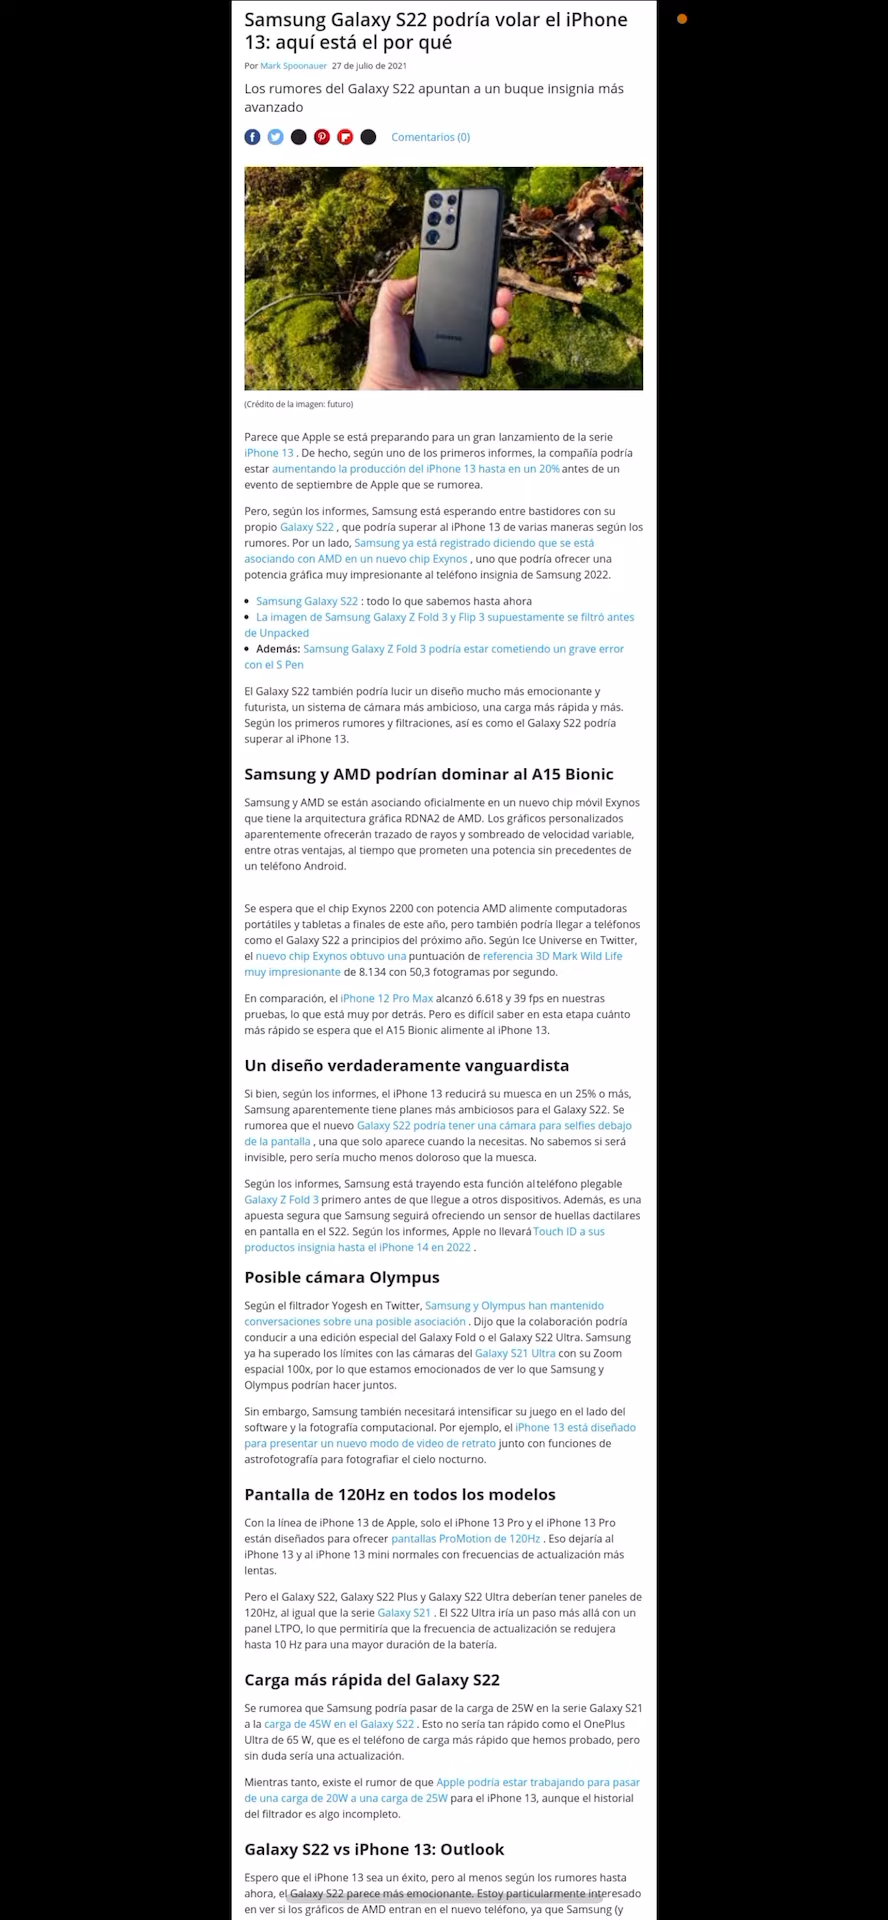 Samsung Galaxy S22 podría volar el iPhone
13: aquí está el por qué
Por Mark Spoonauer 27 de julio de 2021
Los rumores del Galaxy S22 apuntan a un buque insignia más
avanzado
Comentarios (0)
SAMSUNG
(Crédito de la imagen: futuro)
Parece que Apple se está preparando para un gran lanzamiento de la serie
iPhone 13 . De hecho, según uno de los primeros informes, la compañía podría
estar aumentando la producción del iPhone 13 hasta en un 20% antes de un
evento de septiembre de Apple que se rumorea.
Pero, según los informes, Samsung está esperando entre bastidores con su
propio Galaxy S22 , que podría superar al iPhone 13 de varias maneras según los
rumores. Por un lado, Samsung ya está registrado diciendo que se está
asociando con AMD en un nuevo chip Exynos , uno que podría ofrecer una
potencia gráfica muy impresionante al teléfono insignia de Samsung 2022.
• Samsung Galaxy S22 : todo lo que sabemos hasta ahora
• La imagen de Samsung Galaxy Z Fold 3 y Flip 3 supuestamente se filtró antes
de Unpacked
• Además: Samsung Galaxy Z Fold 3 podría estar cometiendo un grave error
con el S Pen
El Galaxy S22 también podría lucir un diseño mucho más emocionante y
futurista, un sistema de cámara más ambicioso, una carga más rápida y más.
Según los primeros rumores y filtraciones, así es como el Galaxy S22 podría
superar al iPhone 13.
Samsung y AMD podrían dominar al A15 Bionic
Samsung y AMD se están asociando oficialmente en un nuevo chip móvil Exynos
que tiene la arquitectura gráfica RDNA2 de AMD. Los gráficos personalizados
aparentemente ofrecerán trazado de rayos y sombreado de velocidad variable,
entre otras ventajas, al tiempo que prometen una potencia sin precedentes de
un teléfono Android.
Se espera que el chip Exynos 2200 con potencia AMD alimente computadoras
portátiles y tabletas a finales de este año, pero también podría llegar a teléfonos
como el Galaxy S22 a principios del próximo año. Según Ice Universe en Twitter,
el nuevo chip Exynos obtuvo una puntuación de referencia 3D Mark Wild Life
muy impresionante de 8.134 con 50,3 fotogramas por segundo.
En comparación, el iPhone 12 Pro Max alcanzó 6.618 y 39 fps en nuestras
pruebas, lo que está muy por detrás. Pero es difícil saber en esta etapa cuánto
más rápido se espera que el A15 Bionic alimente al iPhone 13.
Un diseño verdaderamente vanguardista
Si bien, según los informes, el iPhone 13 reducirá su muesca en un 25% o más,
Samsung aparentemente tiene planes más ambiciosos para el Galaxy S22. Se
rumorea que el nuevo Galaxy S22 podría tener una cámara para selfies debajo
de la pantalla , una que solo aparece cuando la necesitas. No sabemos si será
invisible, pero sería mucho menos doloroso que la muesca.
Según los informes, Samsung está trayendo esta función al teléfono plegable
Galaxy Z Fold 3 primero antes de que llegue a otros dispositivos. Además, es una
apuesta segura que Samsung seguirá ofreciendo un sensor de huellas dactilares
en pantalla en el S22. Según los informes, Apple no llevará Touch ID a sus
productos insignia hasta el iPhone 14 en 2022 .
Posible cámara Olympus
Según el filtrador Yogesh en Twitter, Samsung y Olympus han mantenido
conversaciones sobre una posible asociación . Dijo que la colaboración podría
conducir a una edición especial del Galaxy Fold o el Galaxy S22 Ultra. Samsung
ya ha superado los límites con las cámaras del Galaxy S21 Ultra con su Zoom
espacial 100x, por lo que estamos emocionados de ver lo que Samsung y
Olympus podrían hacer juntos.
Sin embargo, Samsung también necesitará intensificar su juego en el lado del
software y la fotografía computacional. Por ejemplo, el iPhone 13 está diseñado
para presentar un nuevo modo de video de retrato junto con funciones de
astrofotografía para fotografiar el cielo nocturno.
Pantalla de 120Hz en todos los modelos
Con la línea de iPhone 13 de Apple, solo el iPhone 13 Pro y el iPhone 13 Pro
están diseñados para ofrecer pantallas ProMotion de 120Hz . Eso dejaría al
iPhone 13 y al iPhone 13 mini normales con frecuencias de actualización más
lentas.
Pero el Galaxy S22, Galaxy S22 Plus y Galaxy S22 Ultra deberían tener paneles de
120Hz, al igual que la serie Galaxy S21 . El S22 Ultra iría un paso más allá con un
panel LTPO, lo que permitiría que la frecuencia de actualización se redujera
hasta 10 Hz para una mayor duración de la batería.
Carga más rápida del Galaxy S22
Se rumorea que Samsung podría pasar de la carga de 25W en la serie Galaxy S21
a la carga de 45W en el Galaxy S22 . Esto no sería tan rápido como el OnePlus
Ultra de 65 W, que es el teléfono de carga más rápido que hemos probado, pero
sin duda sería una actualización.
Mientras tanto, existe el rumor de que Apple podría estar trabajando para pasar
de una carga de 20W a una carga de 25W para el iPhone 13, aunque el historial
del filtrador es algo incompleto.
Galaxy S22 vs iPhone 13: Outlook
Espero que el iPhone 13 sea un éxito, pero al menos según los rumores hasta
ahora, el Galaxy S22 parece más emocionante. Estoy particularmente interesado
en ver si los gráficos de AMD entran en el nuevo teléfono, ya que Samsung (y